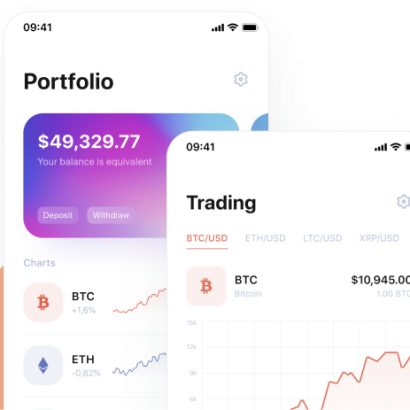 09:41
Portfolio
$49,329.77
Your balance is equivalent
Deposit Withdraw
Charts
BTC
+1,6%
ETH
-0,82%
09:41
Trading
BTC/USD ETH/USD LTC/USD XRP/USD
BTC $10,945.00
Bitcoin 1.00 BTC
15k
12k
9k
6k